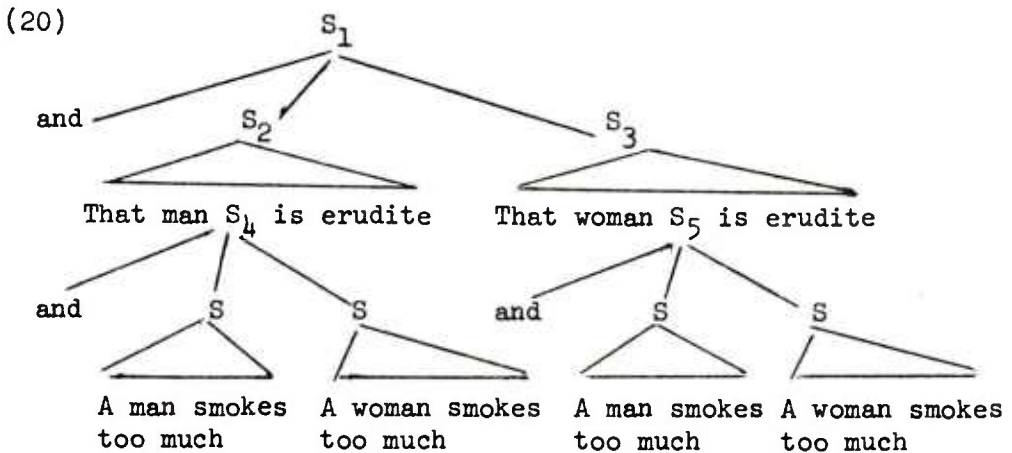 (20)
S1
and
S2
S3
That man S4 is erudite
That woman S5 is erudite
and
S
S
and
S
S
A man smokes
too much
A woman smokes
too much
A man smokes
too much
A woman smokes
too much